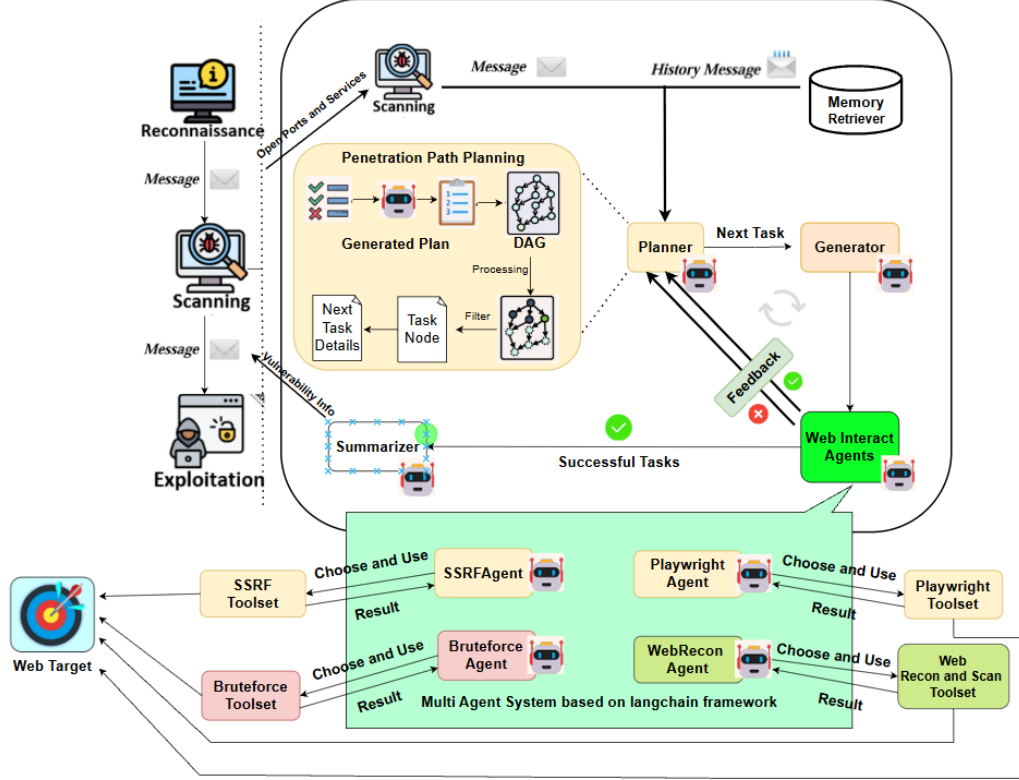 Reconnaissance
Message
Scanning
Message
Exploitation
Open Ports and Services
Scanning
Message
History Message
Memory
Retriever
Penetration Path Planning
1
2
3
Generated Plan
DAG
Processing
Filter
Task
Node
Next
Task
Details
Planner
Next Task
Generator
Feedback
Web Interact
Agents
Successful Tasks
Summarizer
Vulnerability Info
Web Target
SSRF
Toolset
Choose and Use
Result
SSRFAgent
Playwright
Agent
Choose and Use
Result
Playwright
Toolset
Bruteforce
Toolset
Choose and Use
Result
Bruteforce
Agent
WebRecon
Agent
Choose and Use
Result
Web
Recon and Scan
Toolset
Multi Agent System based on langchain framework